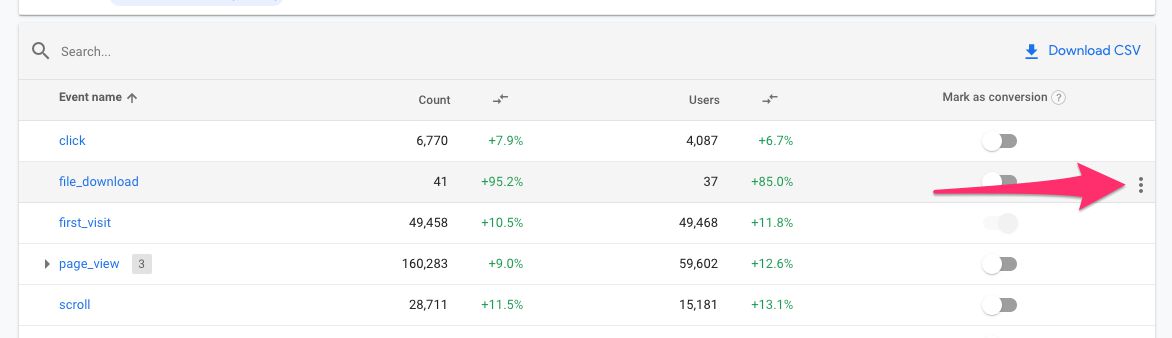 Search... Download CSV
Event name Count Users Mark as conversion ?
click 6,770 +7.9% 4,087 +6.7%
file_download 41 +95.2% 37 +85.0%
first_visit 49,458 +10.5% 49,468 +11.8%
page_view 3 160,283 +9.0% 59,602 +12.6%
scroll 28,711 +11.5% 15,181 +13.1%